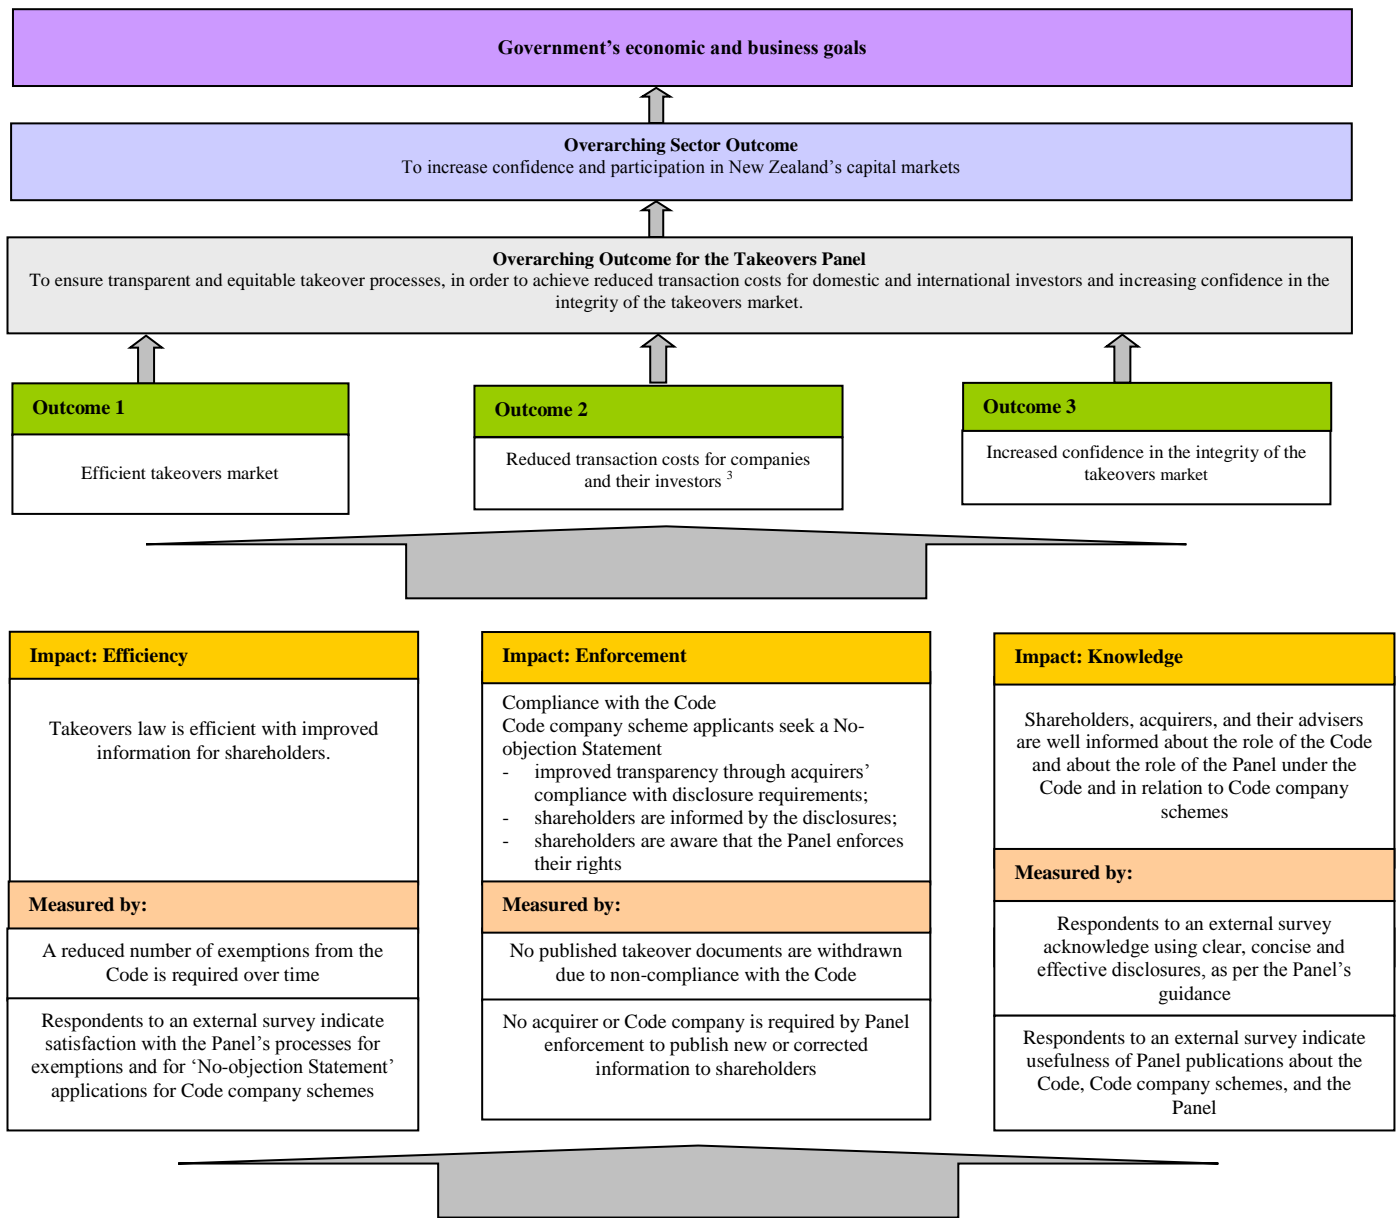 Government’s economic and business goals
Overarching Sector Outcome
To increase confidence and participation in New Zealand’s capital markets
Overarching Outcome for the Takeovers Panel
To ensure transparent and equitable takeover processes, in order to achieve reduced transaction costs for domestic and international investors and increasing confidence in the
integrity of the takeovers market.
Outcome 1
Efficient takeovers market
Outcome 2
Reduced transaction costs for companies
and their investors 3
Outcome 3
Increased confidence in the integrity of the
takeovers market
Impact: Efficiency
Takeovers law is efficient with improved
information for shareholders.
Measured by:
A reduced number of exemptions from the
Code is required over time
Respondents to an external survey indicate
satisfaction with the Panel’s processes for
exemptions and for ‘No-objection Statement’
applications for Code company schemes
Impact: Enforcement
Compliance with the Code
Code company scheme applicants seek a No-
objection Statement
- improved transparency through acquirers’
compliance with disclosure requirements;
- shareholders are informed by the disclosures;
- shareholders are aware that the Panel enforces
their rights
Measured by:
No published takeover documents are withdrawn
due to non-compliance with the Code
No acquirer or Code company is required by Panel
enforcement to publish new or corrected
information to shareholders
Impact: Knowledge
Shareholders, acquirers, and their advisers
are well informed about the role of the Code
and about the role of the Panel under the
Code and in relation to Code company
schemes
Measured by:
Respondents to an external survey
acknowledge using clear, concise and
effective disclosures, as per the Panel’s
guidance
Respondents to an external survey indicate
usefulness of Panel publications about the
Code, Code company schemes, and the
Panel